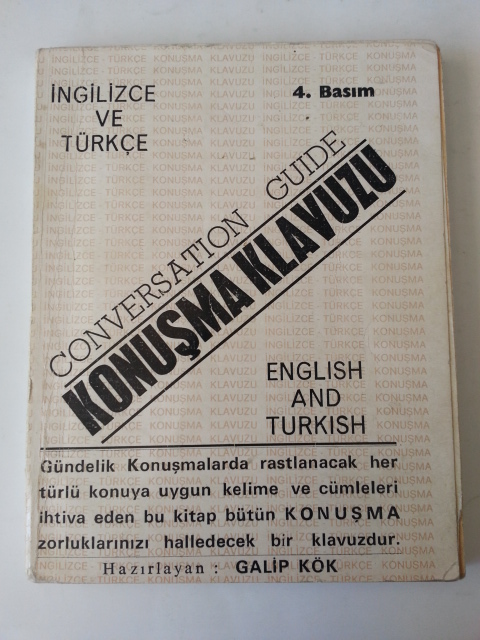 İNGİLİZCE
VE
TÜRKÇE
4. Basım
CONVERSATION GUIDE
KONUŞMA KLAVUZU
ENGLISH
AND
TURKISH
Gündelik Konuşmalarda rastlanacak her
türlü konuya uygun kelime ve cümleleri
ihtiva eden bu kitap bütün KONUŞMA
zorluklarınızı halledecek bir klavuzdur.
Hazırlayan : GALİP KÖK